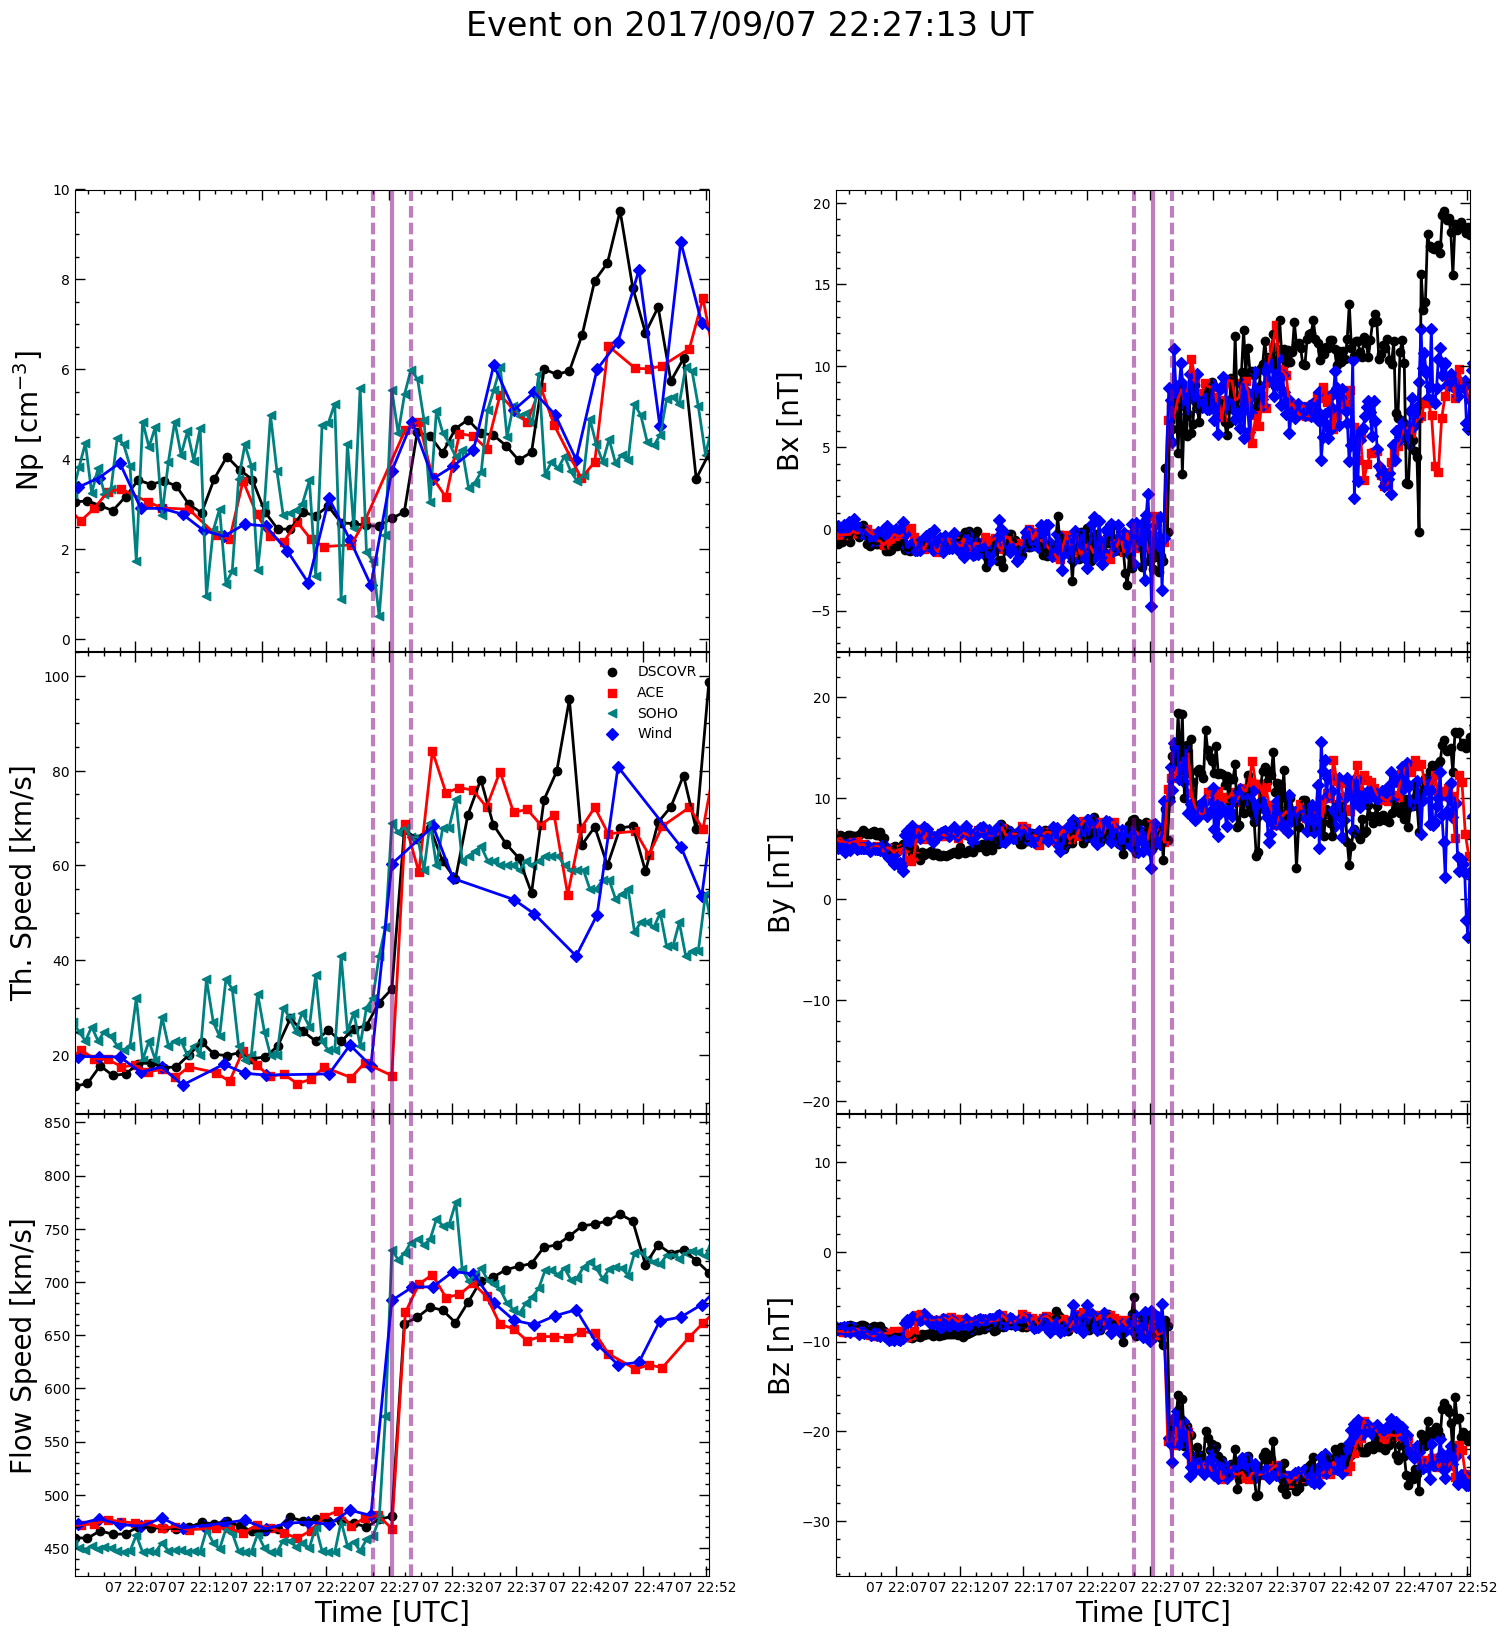 Event on 2017/09/07 22:27:13 UT
Np [cm⁻³]
10
8
6
4
2
0
Th. Speed [km/s]
100
80
60
40
20
DSCOVR
ACE
SOHO
Wind
Flow Speed [km/s]
850
800
750
700
650
600
550
500
450
07 22:07 07 22:12 07 22:17 07 22:22 07 22:27 07 22:32 07 22:37 07 22:42 07 22:47 07 22:52
Time [UTC]
Bx [nT]
20
15
10
5
0
−5
By [nT]
20
10
0
−10
−20
Bz [nT]
10
0
−10
−20
−30
07 22:07 07 22:12 07 22:17 07 22:22 07 22:27 07 22:32 07 22:37 07 22:42 07 22:47 07 22:52
Time [UTC]